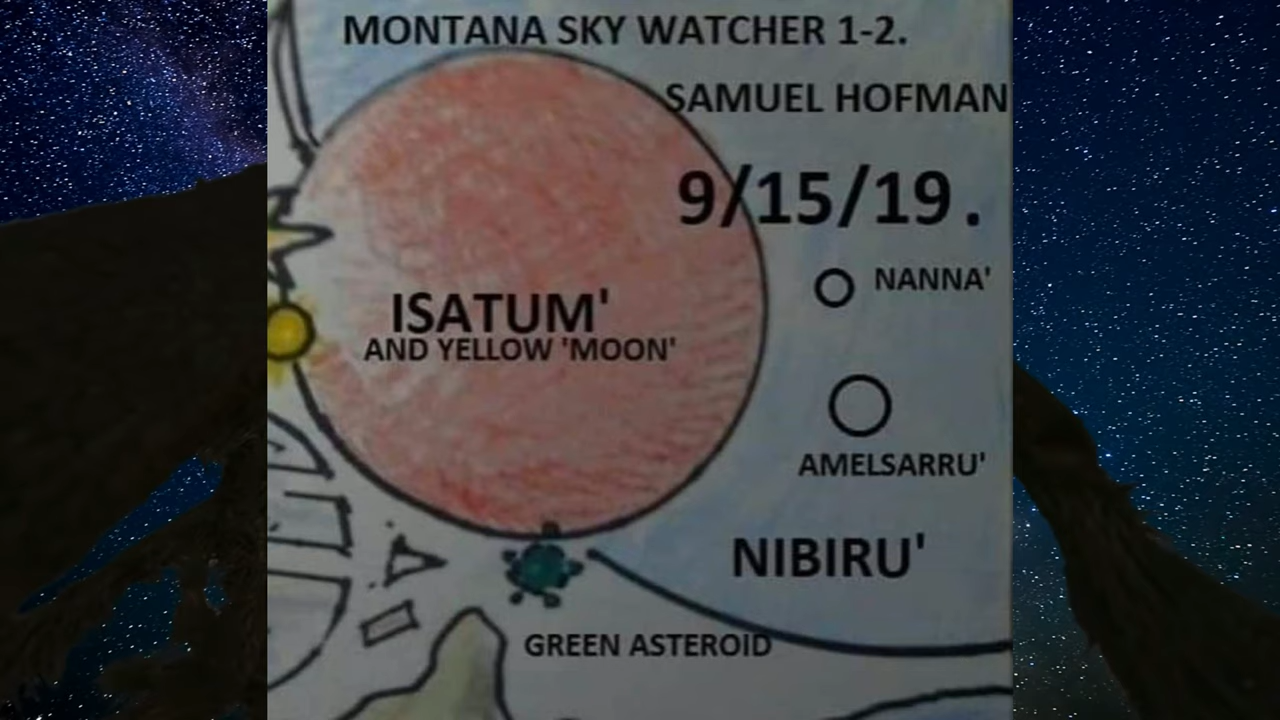 MONTANA SKY WATCHER 1-2.
SAMUEL HOFMAN
9/15/19.
NANNA'
ISATUM'
AND YELLOW 'MOON'
AMELSARRU'
NIBIRU'
GREEN ASTEROID